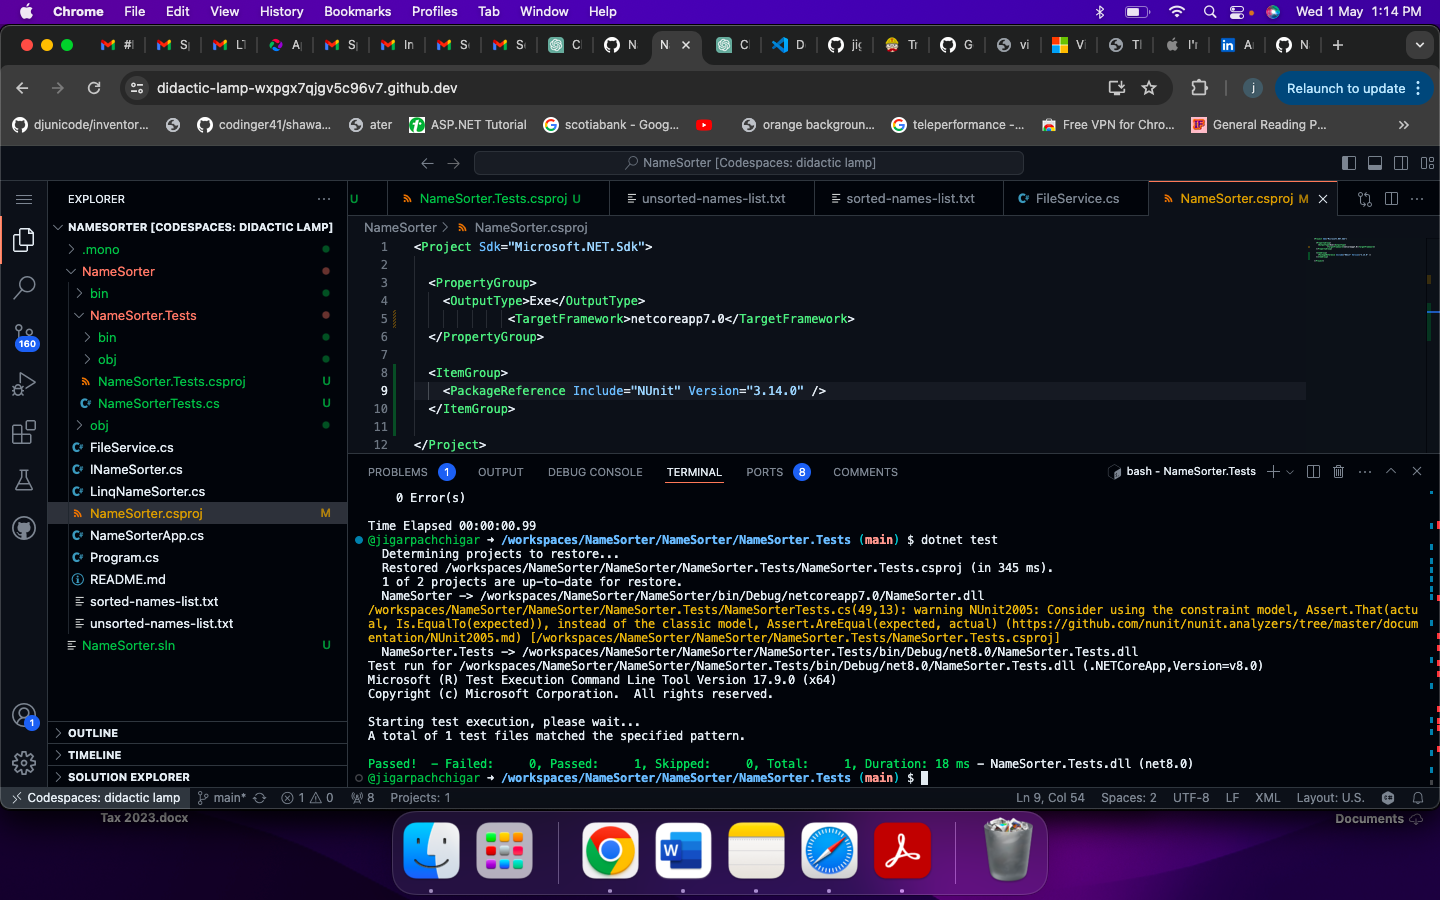 Chrome File Edit View History Bookmarks Profiles Tab Window Help Wed 1 May 1:14 PM
#I S| LT A| S| In S( S( C| N N C| D jig Tr G vi VI Tl I'r in A: N
didactic-lamp-wxpgx7qjgv5c96v7.github.dev j Relaunch to update
djunicode/inventor... codinger41/shawa... ater ASP.NET Tutorial scotiabank - Goog... orange backgroun... teleperformance -... Free VPN for Chro... IF General Reading P... »
NameSorter [Codespaces: didactic lamp]
EXPLORER
U NameSorter.Tests.csproj U unsorted-names-list.txt sorted-names-list.txt FileService.cs NameSorter.csproj M
NAMESORTER [CODESPACES: DIDACTIC LAMP]
.mono
NameSorter
bin
NameSorter.Tests
bin
obj
NameSorter.Tests.csproj U
NameSorterTests.cs U
obj
FileService.cs
INameSorter.cs
LinqNameSorter.cs
NameSorter.csproj M
NameSorterApp.cs
Program.cs
README.md
sorted-names-list.txt
unsorted-names-list.txt
NameSorter.sln U
OUTLINE
TIMELINE
SOLUTION EXPLORER
160
1
NameSorter > NameSorter.csproj
1 <Project Sdk="Microsoft.NET.Sdk">
2
3 <PropertyGroup>
4 <OutputType>Exe</OutputType>
5 <TargetFramework>netcoreapp7.0</TargetFramework>
6 </PropertyGroup>
7
8 <ItemGroup>
9 <PackageReference Include="NUnit" Version="3.14.0" />
10 </ItemGroup>
11
12 </Project>
PROBLEMS 1 OUTPUT DEBUG CONSOLE TERMINAL PORTS 8 COMMENTS bash - NameSorter.Tests
0 Error(s)
Time Elapsed 00:00:00.99
@jigarpachchigar → /workspaces/NameSorter/NameSorter/NameSorter.Tests (main) $ dotnet test
Determining projects to restore...
Restored /workspaces/NameSorter/NameSorter/NameSorter.Tests/NameSorter.Tests.csproj (in 345 ms).
1 of 2 projects are up-to-date for restore.
NameSorter -> /workspaces/NameSorter/NameSorter/bin/Debug/netcoreapp7.0/NameSorter.dll
/workspaces/NameSorter/NameSorter/NameSorter.Tests/NameSorterTests.cs(49,13): warning NUnit2005: Consider using the constraint model, Assert.That(actu
al, Is.EqualTo(expected)), instead of the classic model, Assert.AreEqual(expected, actual) (https://github.com/nunit/nunit.analyzers/tree/master/docum
entation/NUnit2005.md) [/workspaces/NameSorter/NameSorter/NameSorter.Tests/NameSorter.Tests.csproj]
NameSorter.Tests -> /workspaces/NameSorter/NameSorter/NameSorter.Tests/bin/Debug/net8.0/NameSorter.Tests.dll
Test run for /workspaces/NameSorter/NameSorter/NameSorter.Tests/bin/Debug/net8.0/NameSorter.Tests.dll (.NETCoreApp,Version=v8.0)
Microsoft (R) Test Execution Command Line Tool Version 17.9.0 (x64)
Copyright (c) Microsoft Corporation. All rights reserved.
Starting test execution, please wait...
A total of 1 test files matched the specified pattern.
Passed! - Failed: 0, Passed: 1, Skipped: 0, Total: 1, Duration: 18 ms - NameSorter.Tests.dll (net8.0)
@jigarpachchigar → /workspaces/NameSorter/NameSorter/NameSorter.Tests (main) $
Codespaces: didactic lamp main* 1 0 8 Projects: 1 Ln 9, Col 54 Spaces: 2 UTF-8 LF XML Layout: U.S.
Tax 2023.docx Documents
W